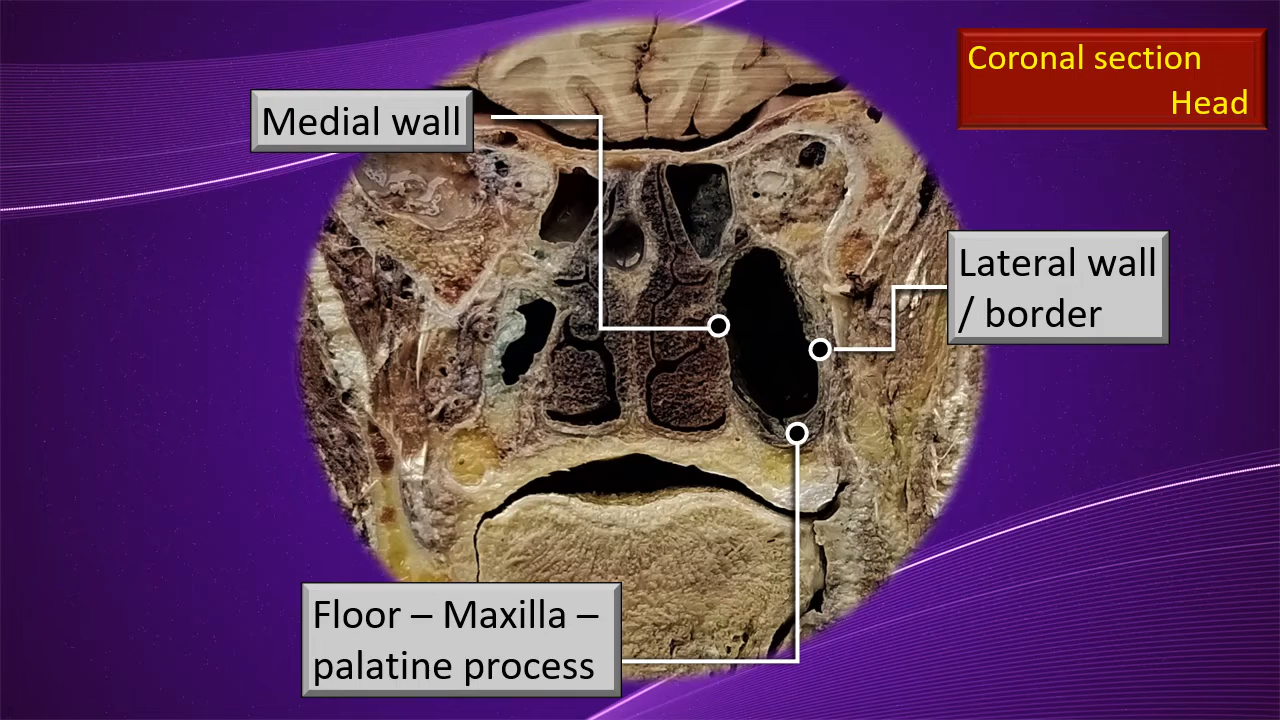 Coronal section
Head
Medial wall
Lateral wall
/ border
Floor – Maxilla –
palatine process